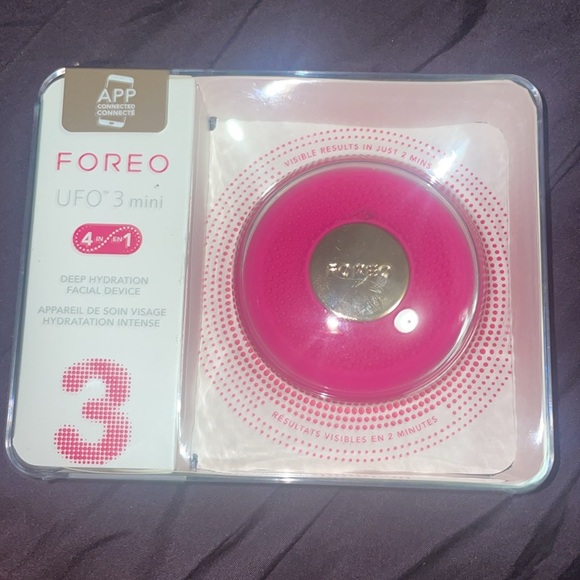 APP
CONNECTED
CONNECTÉ
FOREO
UFO™ 3 mini
4 IN EN 1
DEEP HYDRATION
FACIAL DEVICE
APPAREIL DE SOIN VISAGE
HYDRATATION INTENSE
3
VISIBLE RESULTS IN JUST 2 MINS
FOREO
RÉSULTATS VISIBLES EN 2 MINUTES